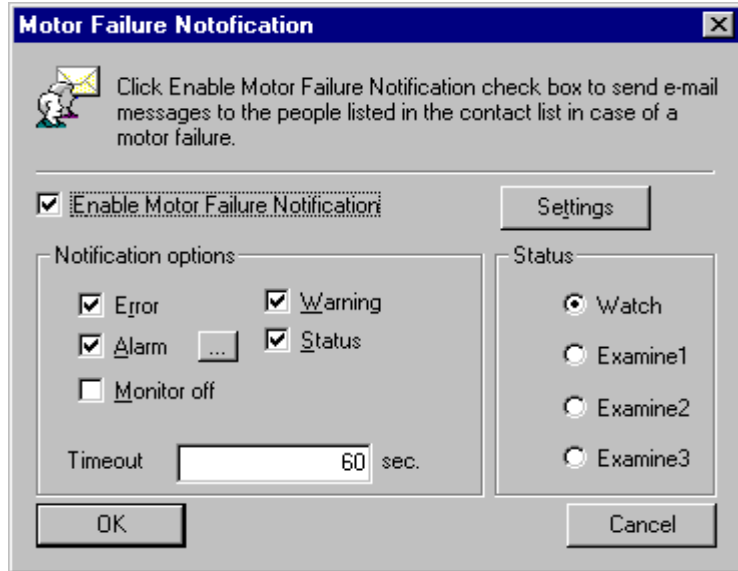 Motor Failure Notofication
Click Enable Motor Failure Notification check box to send e-mail
messages to the people listed in the contact list in case of a
motor failure.
Enable Motor Failure Notification
Settings
Notification options
Error
Warning
Alarm
...
Status
Monitor off
Timeout
60 sec.
Status
Watch
Examine1
Examine2
Examine3
OK
Cancel